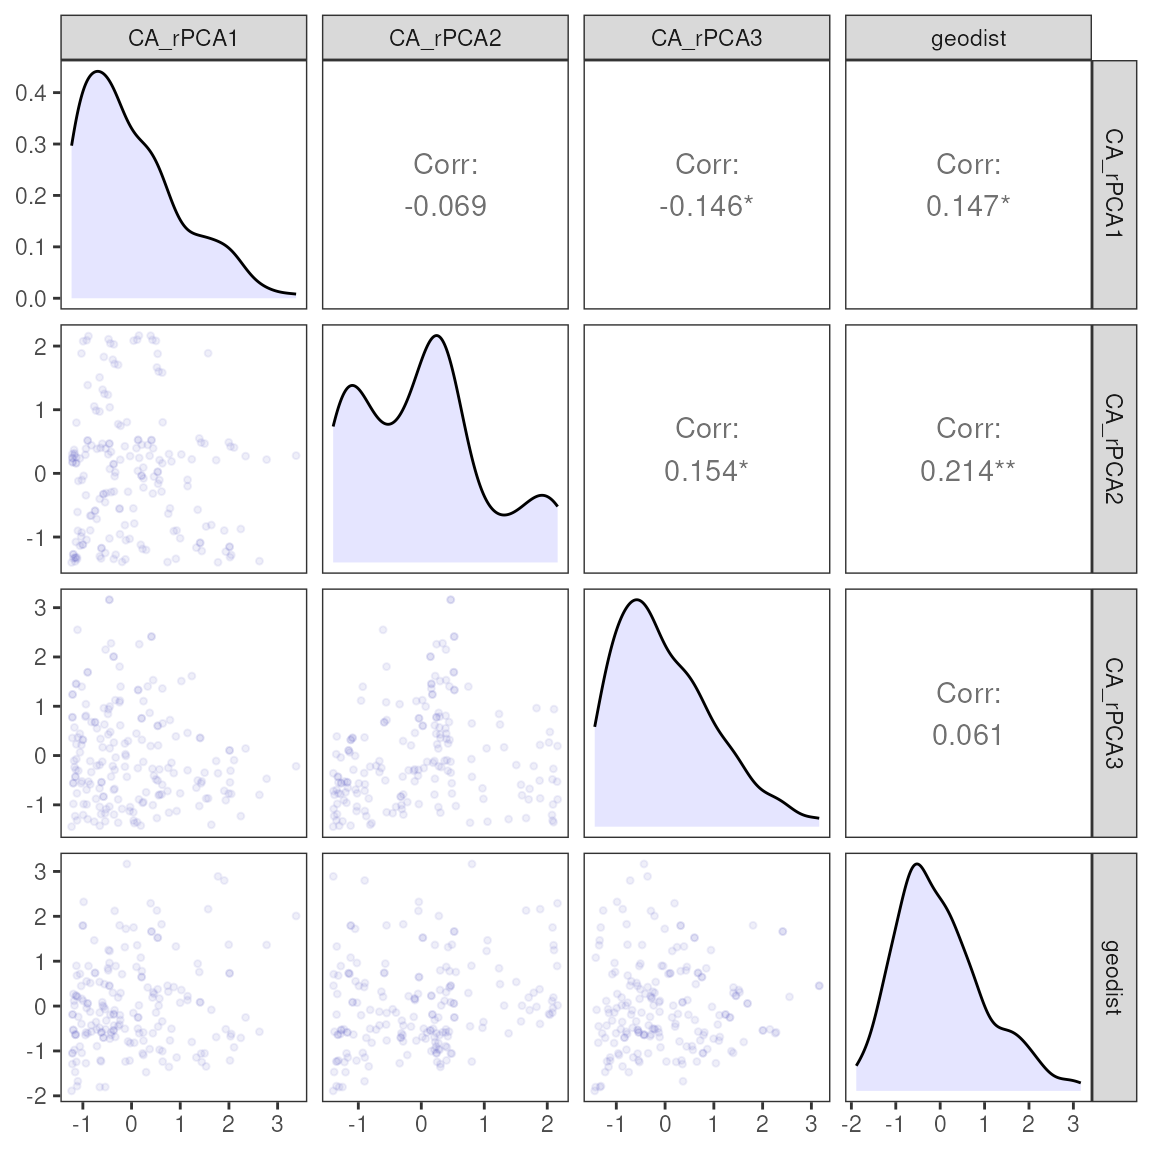 CA_rPCA1 CA_rPCA2 CA_rPCA3 geodist
0.4
0.3
0.2
0.1
0.0
Corr:
-0.069
Corr:
-0.146*
Corr:
0.147*
CA_rPCA1
2
1
0
-1
Corr:
0.154*
Corr:
0.214**
CA_rPCA2
3
2
1
0
-1
Corr:
0.061
CA_rPCA3
3
2
1
0
-1
-2
geodist
-1 0 1 2 3
-1 0 1 2
-1 0 1 2 3
-2 -1 0 1 2 3